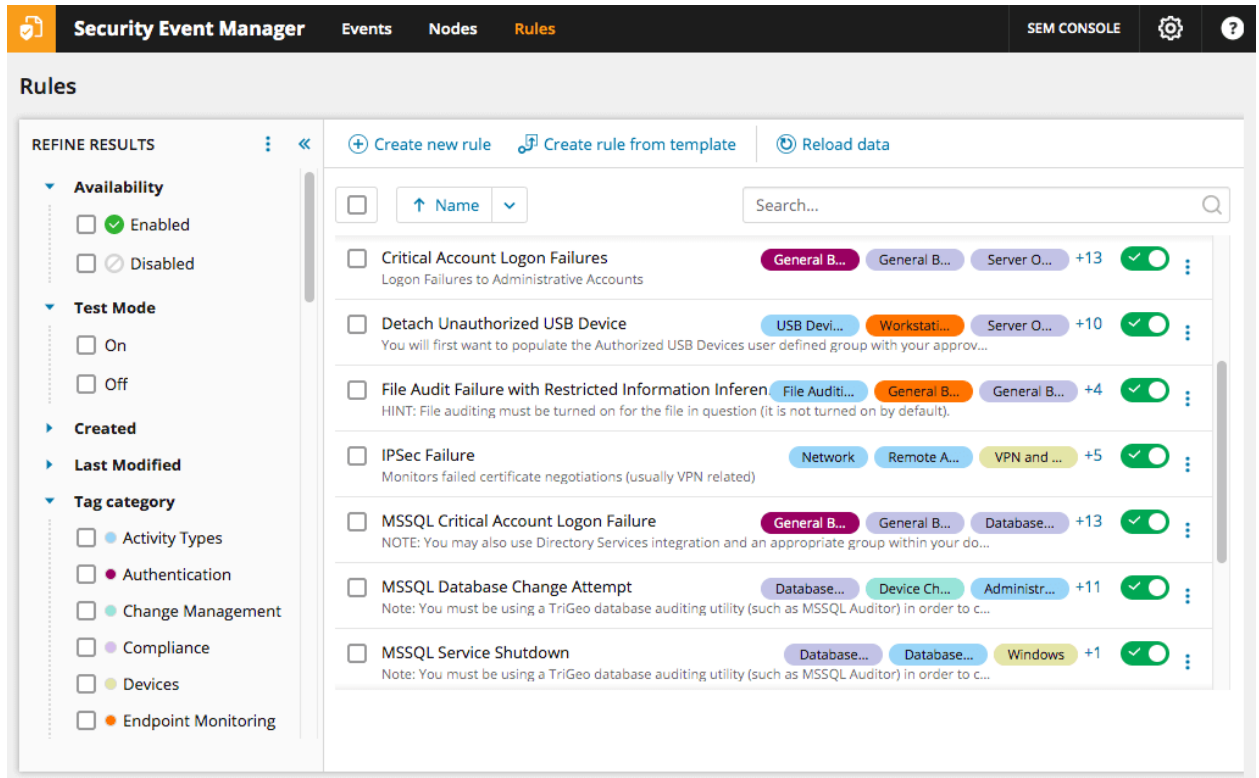 Security Event Manager Events Nodes Rules SEM CONSOLE ?
Rules
REFINE RESULTS
Availability
Enabled
Disabled
Test Mode
On
Off
Created
Last Modified
Tag category
Activity Types
Authentication
Change Management
Compliance
Devices
Endpoint Monitoring
Create new rule Create rule from template Reload data
Name Search...
Critical Account Logon Failures General B... General B... Server O... +13
Logon Failures to Administrative Accounts
Detach Unauthorized USB Device USB Devi... Workstati... Server O... +10
You will first want to populate the Authorized USB Devices user defined group with your approv...
File Audit Failure with Restricted Information Inferen. File Auditi... General B... General B... +4
HINT: File auditing must be turned on for the file in question (it is not turned on by default).
IPSec Failure Network Remote A... VPN and ... +5
Monitors failed certificate negotiations (usually VPN related)
MSSQL Critical Account Logon Failure General B... General B... Database... +13
NOTE: You may also use Directory Services integration and an appropriate group within your do...
MSSQL Database Change Attempt Database... Device Ch... Administr... +11
Note: You must be using a TriGeo database auditing utility (such as MSSQL Auditor) in order to c...
MSSQL Service Shutdown Database... Database... Windows +1
Note: You must be using a TriGeo database auditing utility (such as MSSQL Auditor) in order to c...